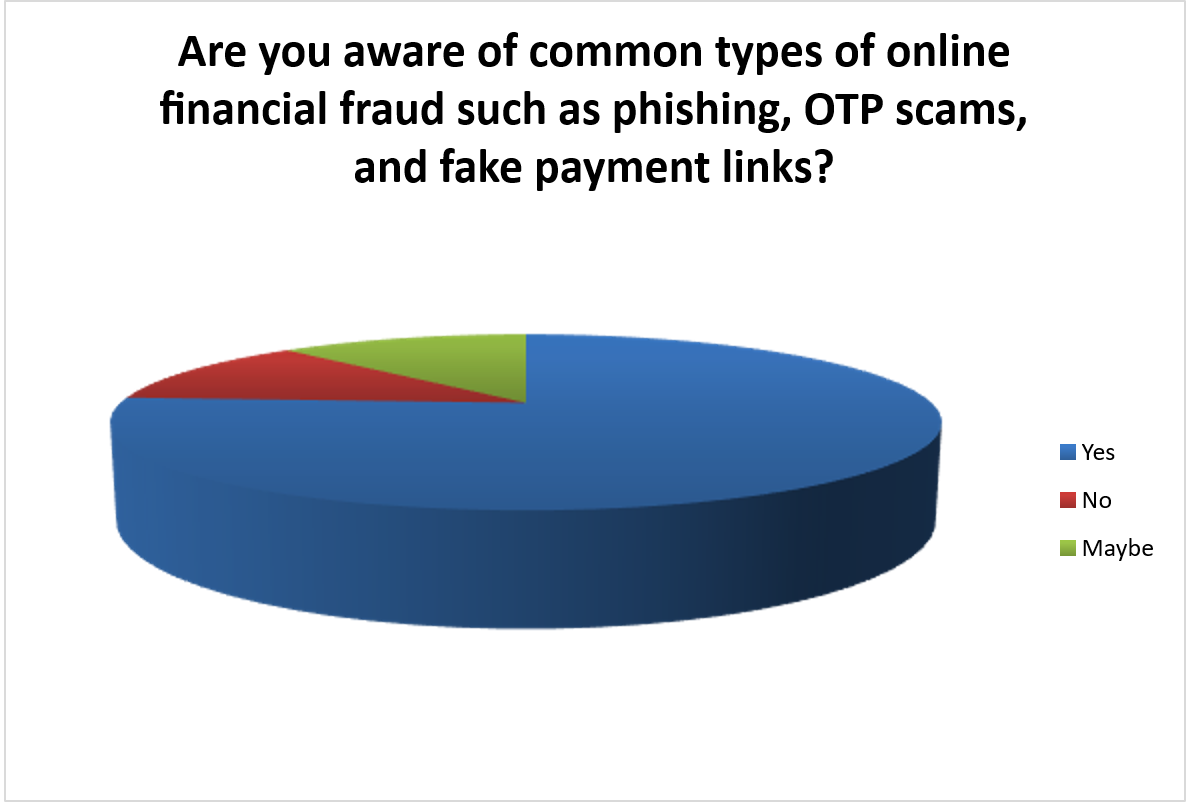 Are you aware of common types of online
financial fraud such as phishing, OTP scams,
and fake payment links?
Yes
No
Maybe